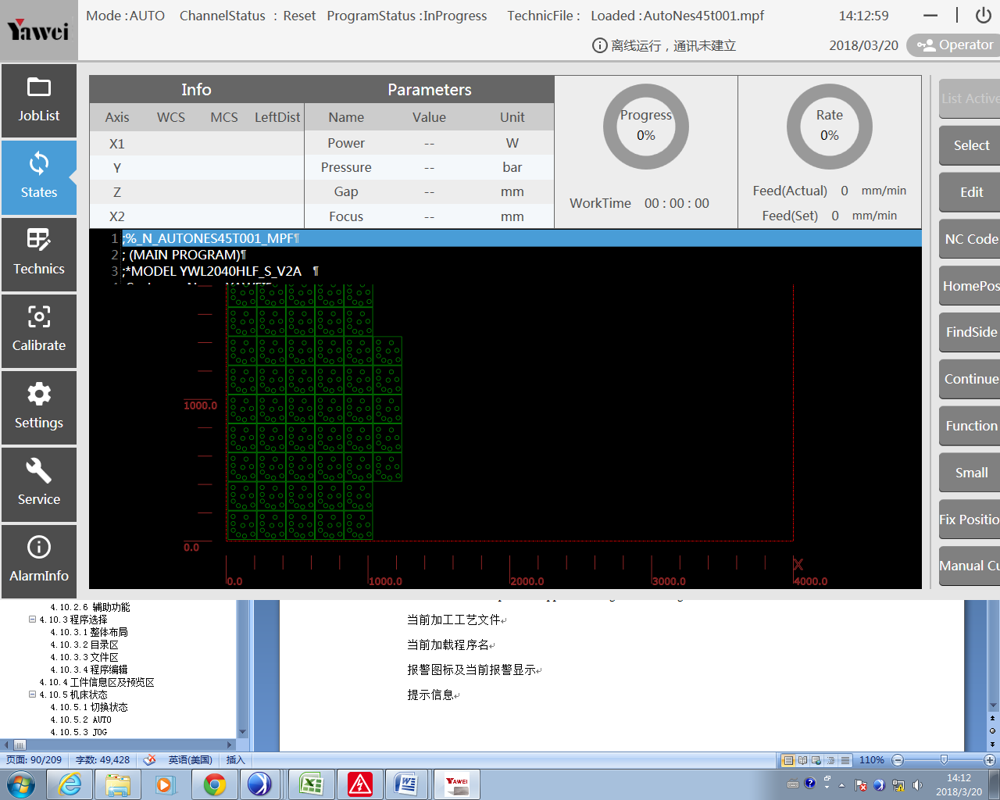 Yawei
Mode :AUTO ChannelStatus : Reset ProgramStatus :InProgress TechnicFile : Loaded :AutoNes45t001.mpf 14:12:59
离线运行，通讯未建立 2018/03/20 Operator
JobList
States
Technics
Calibrate
Settings
Service
AlarmInfo
Info Parameters
Axis WCS MCS LeftDist Name Value Unit
X1 Power -- W
Y Pressure -- bar
Z Gap -- mm
X2 Focus -- mm
Progress
0%
WorkTime 00 : 00 : 00
Rate
0%
Feed(Actual) 0 mm/min
Feed(Set) 0 mm/min
1 ;%_N_AUTONES45T001_MPF¶
2 ; (MAIN PROGRAM)¶
3 ;*MODEL YWL2040HLF_S_V2A ¶
1000.0
0.0
0.0 1000.0 2000.0 3000.0 4000.0
X
List Active
Select
Edit
NC Code
HomePos
FindSide
Continue
Function
Small
Fix Positio
Manual Cu
4.10.2.6 辅助功能
4.10.3 程序选择
4.10.3.1 整体布局
4.10.3.2 目录区
4.10.3.3 文件区
4.10.3.4 程序编辑
4.10.4 工件信息区及预览区
4.10.5 机床状态
4.10.5.1 切换状态
4.10.5.2 AUTO
4.10.5.3 JOG
当前加工工艺文件
当前加载程序名
报警图标及当前报警显示
提示信息
页面: 90/209 字数: 49,428 英语(美国) 插入 110%
YAWEI
14:12
2018/3/20